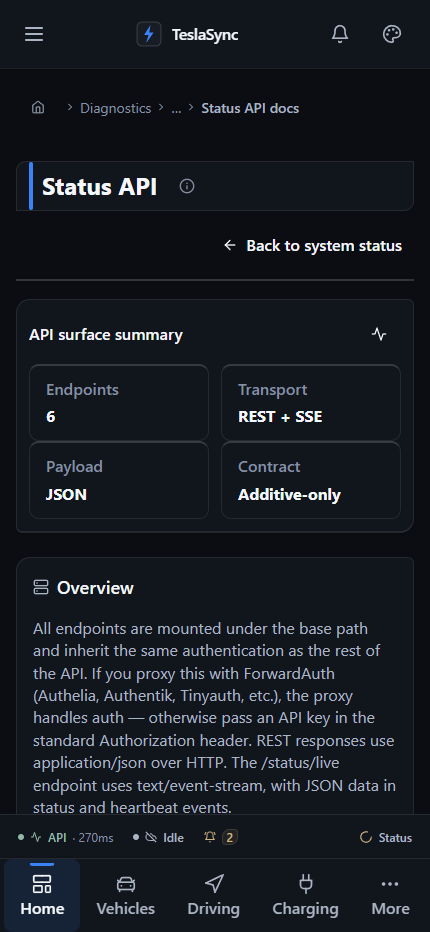 TeslaSync
Diagnostics
...
Status API docs
Status API
Back to system status
API surface summary
Endpoints
6
Transport
REST + SSE
Payload
JSON
Contract
Additive-only
Overview
All endpoints are mounted under the base path
and inherit the same authentication as the rest of
the API. If you proxy this with ForwardAuth
(Authelia, Authentik, Tinyauth, etc.), the proxy
handles auth — otherwise pass an API key in the
standard Authorization header. REST responses use
application/json over HTTP. The /status/live
endpoint uses text/event-stream, with JSON data in
status and heartbeat events.
API · 270ms
Idle
2
Status
Home
Vehicles
Driving
Charging
More